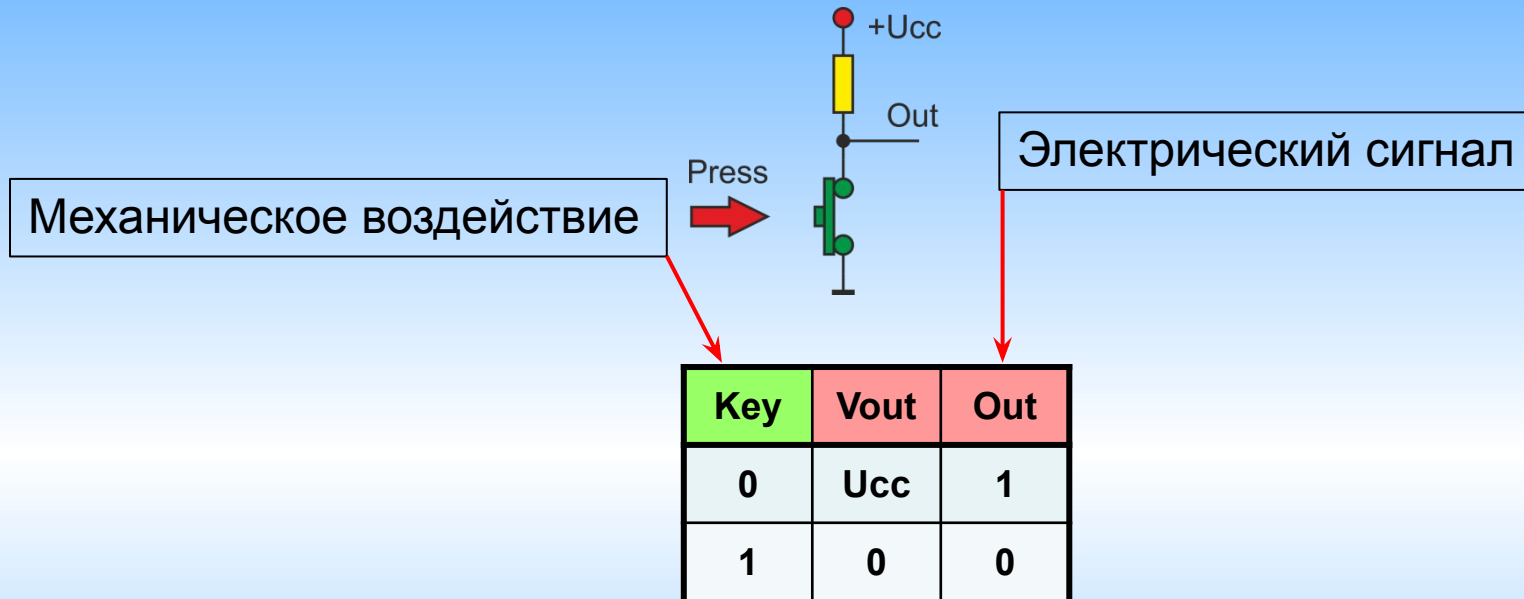 +Ucc
Out
Электрический сигнал
Press
Механическое воздействие
Key Vout Out
0 Ucc 1
1 0 0